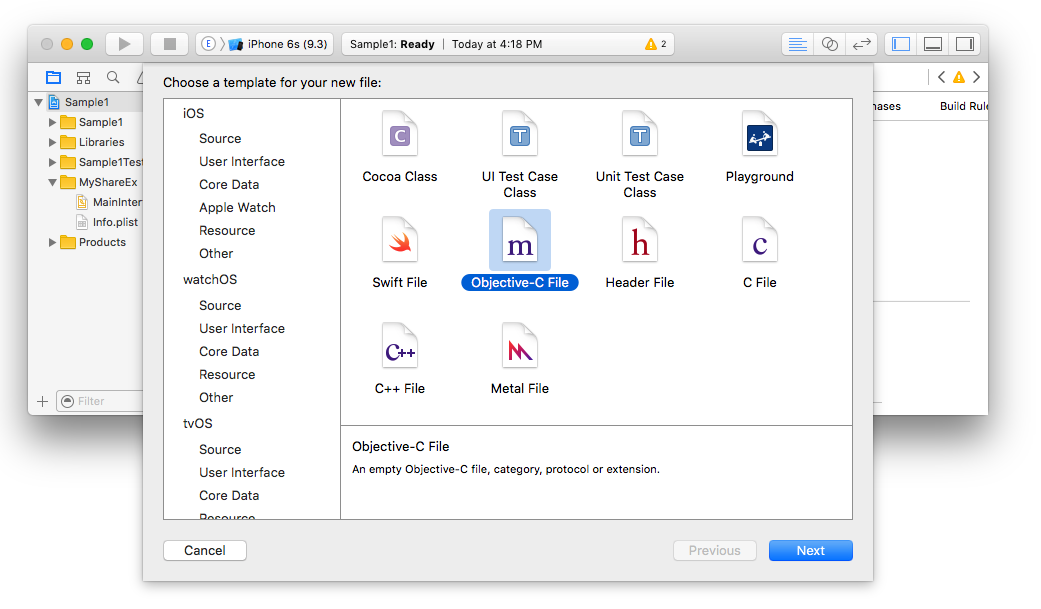 E
iPhone 6s (9.3)
Sample1: Ready
Today at 4:18 PM
2
Choose a template for your new file:
Sample1
Sample1
Libraries
MyShareEx
Info.plist
Products
Filter
iOS
Source
User Interface
Core Data
Apple Watch
Resource
Other
watchOS
Source
User Interface
Core Data
Resource
Other
tvOS
Source
User Interface
Core Data
Resource
C
Cocoa Class
T
UI Test Case
Class
T
Unit Test Case
Class
Playground
Swift File
m
Objective-C File
h
Header File
c
C File
C++
C++ File
Metal File
Objective-C File
An empty Objective-C file, category, protocol or extension.
Build
Cancel
Previous
Next